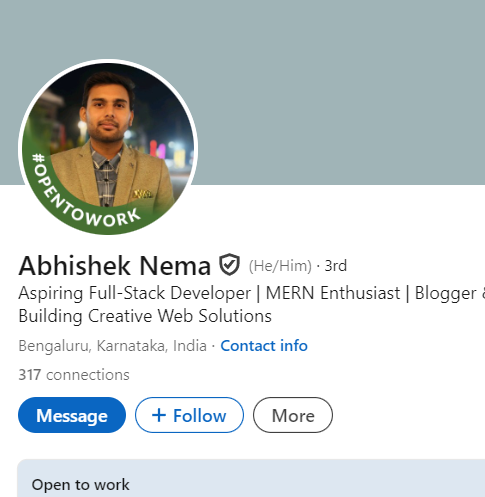 #OPENTOWORK
Abhishek Nema (He/Him) · 3rd
Aspiring Full-Stack Developer | MERN Enthusiast | Blogger
Building Creative Web Solutions
Bengaluru, Karnataka, India · Contact info
317 connections
Message + Follow More
Open to work